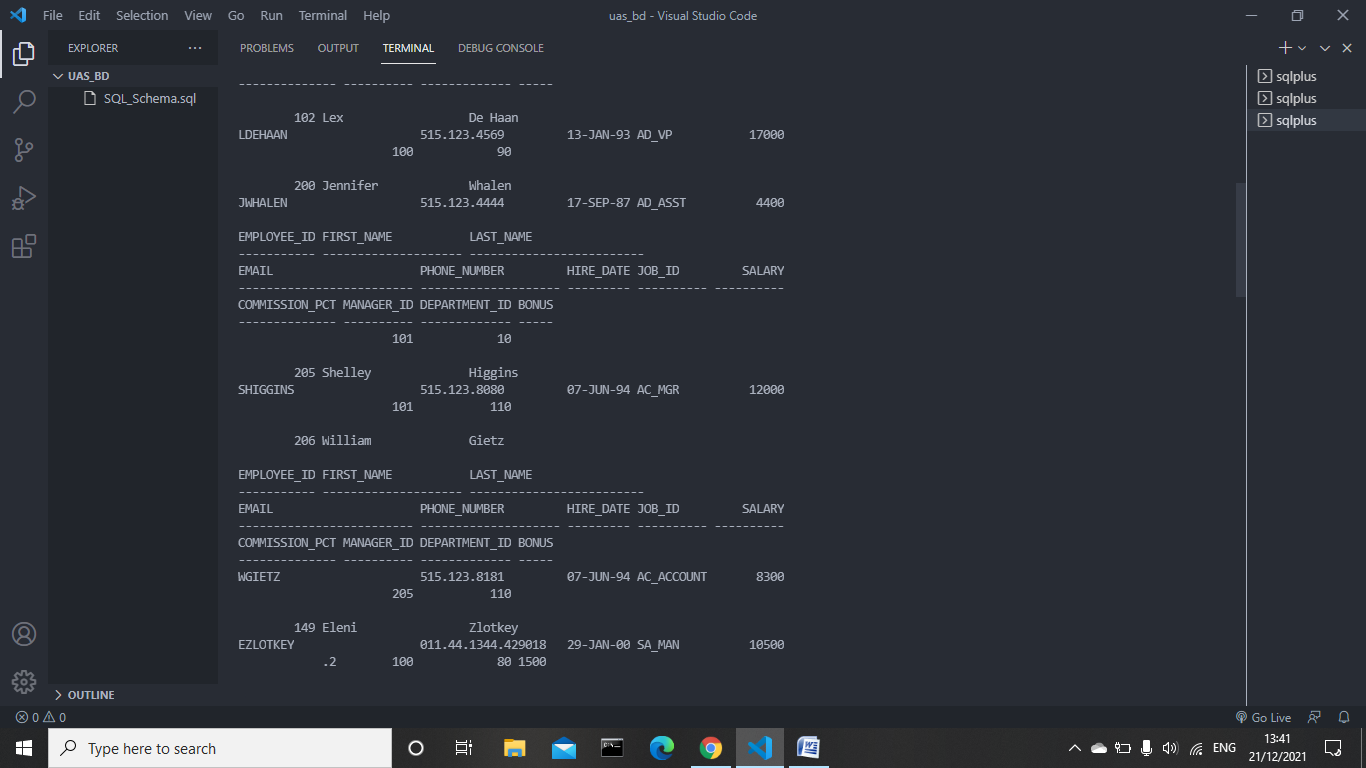 File Edit Selection View Go Run Terminal Help uas_bd - Visual Studio Code
EXPLORER ...
UAS_BD
SQL_Schema.sql
OUTLINE
PROBLEMS OUTPUT TERMINAL DEBUG CONSOLE
-------------- ---------- ------------- -----
102 Lex De Haan
LDEHAAN 515.123.4569 13-JAN-93 AD_VP 17000
100 90
200 Jennifer Whalen
JWHALEN 515.123.4444 17-SEP-87 AD_ASST 4400
EMPLOYEE_ID FIRST_NAME LAST_NAME
----------- -------------------- -------------------------
EMAIL PHONE_NUMBER HIRE_DATE JOB_ID SALARY
------------------------- -------------------- --------- ---------- ----------
COMMISSION_PCT MANAGER_ID DEPARTMENT_ID BONUS
-------------- ---------- ------------- -----
101 10
205 Shelley Higgins
SHIGGINS 515.123.8080 07-JUN-94 AC_MGR 12000
101 110
206 William Gietz
EMPLOYEE_ID FIRST_NAME LAST_NAME
----------- -------------------- -------------------------
EMAIL PHONE_NUMBER HIRE_DATE JOB_ID SALARY
------------------------- -------------------- --------- ---------- ----------
COMMISSION_PCT MANAGER_ID DEPARTMENT_ID BONUS
-------------- ---------- ------------- -----
WGIETZ 515.123.8181 07-JUN-94 AC_ACCOUNT 8300
205 110
149 Eleni Zlotkey
EZLOTKEY 011.44.1344.429018 29-JAN-00 SA_MAN 10500
.2 100 80 1500
sqlplus
sqlplus
sqlplus
0 0 Go Live
Type here to search
ENG
13:41
21/12/2021